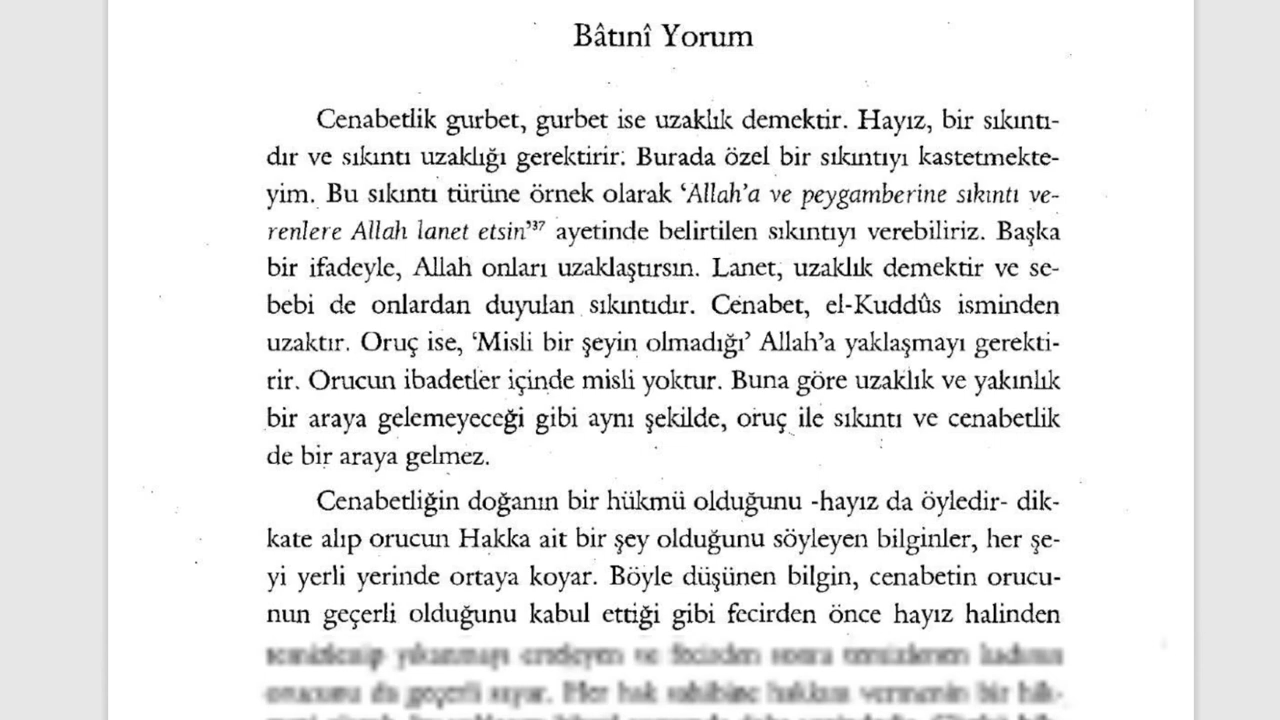 Bâtınî Yorum
Cenabetlik gurbet, gurbet ise uzaklık demektir. Hayız, bir sıkıntı-
dır ve sıkıntı uzaklığı gerektirir. Burada özel bir sıkıntıyı kastetmekte-
yim. Bu sıkıntı türüne örnek olarak ‘Allah’a ve peygamberine sıkıntı ve-
renlere Allah lanet etsin’³⁷ ayetinde belirtilen sıkıntıyı verebiliriz. Başka
bir ifadeyle, Allah onları uzaklaştırsın. Lanet, uzaklık demektir ve se-
bebi de onlardan duyulan sıkıntıdır. Cenabet, el-Kuddûs isminden
uzaktır. Oruç ise, ‘Misli bir şeyin olmadığı’ Allah’a yaklaşmayı gerekti-
rir. Orucun ibadetler içinde misli yoktur. Buna göre uzaklık ve yakınlık
bir araya gelemeyeceği gibi aynı şekilde, oruç ile sıkıntı ve cenabetlik
de bir araya gelmez.
Cenabetliğin doğanın bir hükmü olduğunu -hayız da öyledir- dik-
kate alıp orucun Hakka ait bir şey olduğunu söyleyen bilginler, her şe-
yi yerli yerinde ortaya koyar. Böyle düşünen bilgin, cenabetin orucu-
nun geçerli olduğunu kabul ettiği gibi fecirden önce hayız halinden